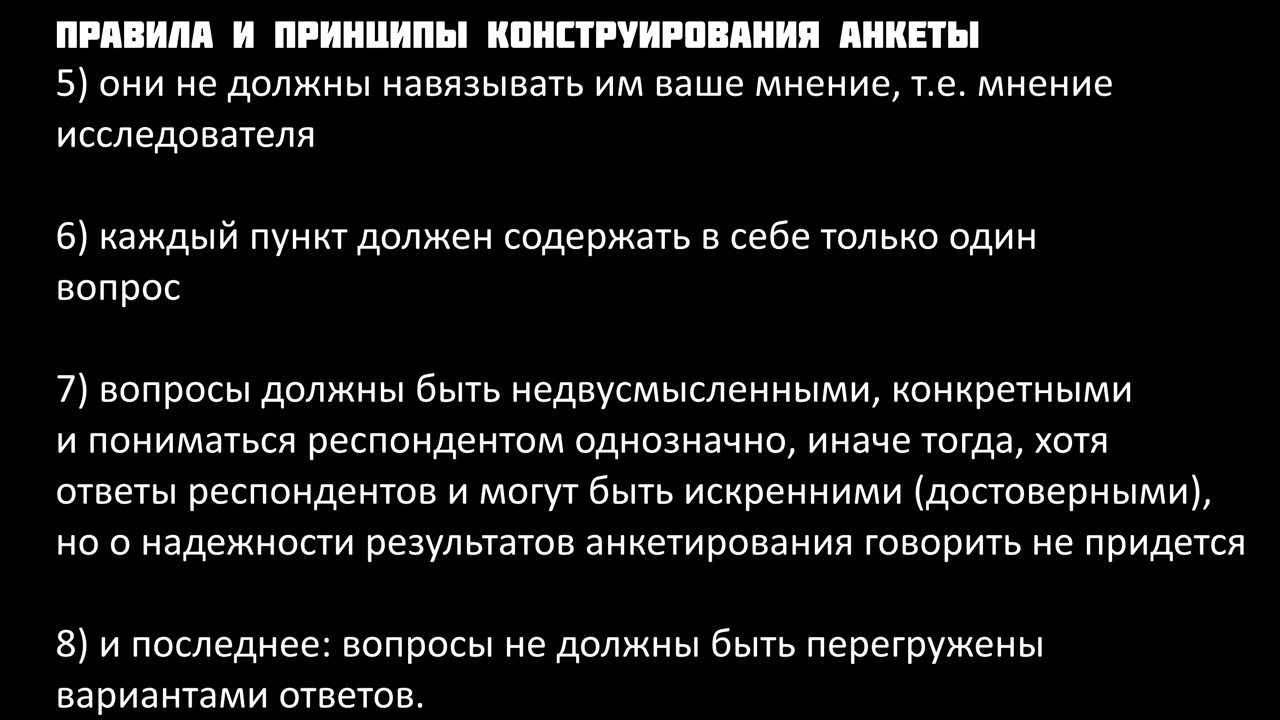 ПРАВИЛА И ПРИНЦИПЫ КОНСТРУИРОВАНИЯ АНКЕТЫ
5) они не должны навязывать им ваше мнение, т.е. мнение
исследователя
6) каждый пункт должен содержать в себе только один
вопрос
7) вопросы должны быть недвусмысленными, конкретными
и пониматься респондентом однозначно, иначе тогда, хотя
ответы респондентов и могут быть искренними (достоверными),
но о надежности результатов анкетирования говорить не придется
8) и последнее: вопросы не должны быть перегружены
вариантами ответов.